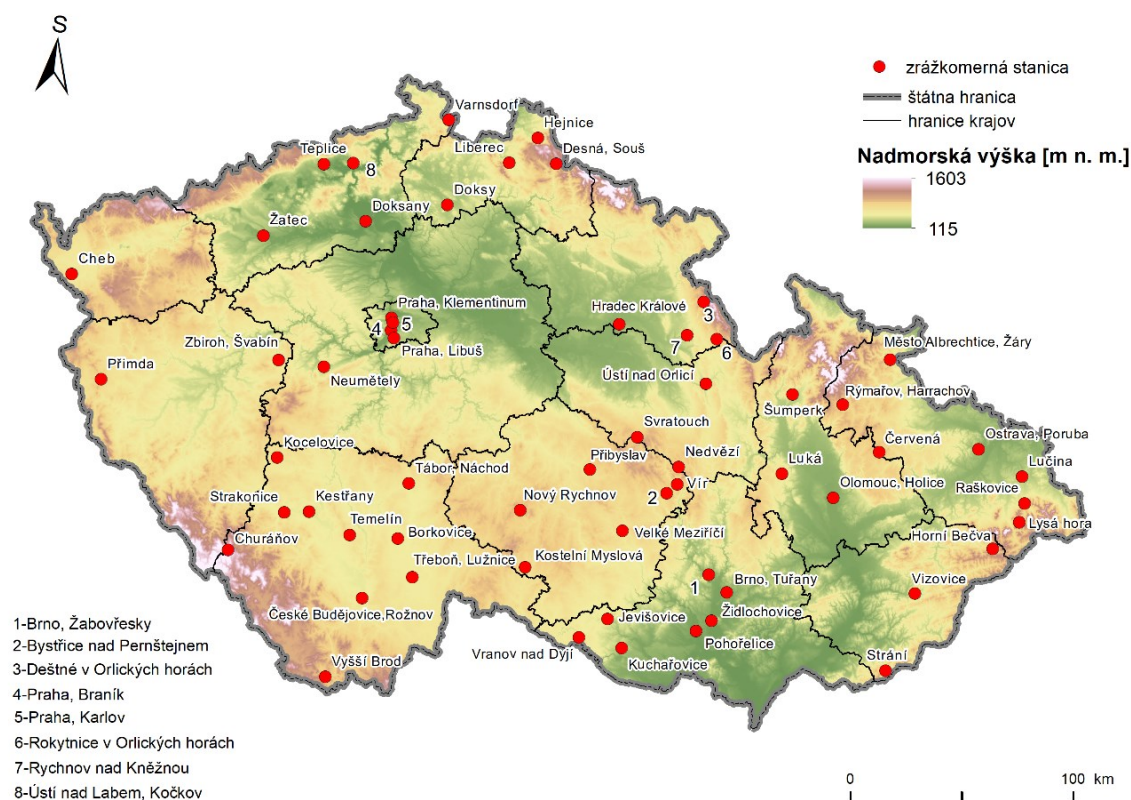 S
zrážkomerná stanica
štátna hranica
hranice krajov
Nadmorská výška [m n. m.]
1603
115
Varnsdorf
Hejnice
Liberec
Desná, Souš
Teplice
8
Doksy
Doksany
Žatec
Cheb
Praha, Klementinum
4
5
Praha, Libuš
Hradec Králové
3
7
6
Zbiroh, Švabín
Neumětely
Přimda
Ústí nad Orlicí
Město Albrechtice, Žáry
Rýmařov, Harrachov
Šumperk
Svratouch
Kocelovice
Tábor, Náchod
Přibyslav
Nedvězí
Vír
2
Luká
Červená
Ostrava, Poruba
Lučina
Olomouc, Holice
Raškovice
Lysá hora
Strakonice
Kestřany
Nový Rychnov
Temelín
Borkovice
Velké Meziříčí
Horní Bečva
Churáňov
Třeboň, Lužnice
Kostelní Myslová
1
Brno, Tuřany
Vizovice
České Budějovice,Rožnov
Jevišovice
Židlochovice
Pohořelice
Vranov nad Dyjí
Kuchařovice
Strání
Vyšší Brod
1-Brno, Žabovřesky
2-Bystřice nad Pernštejnem
3-Deštné v Orlických horách
4-Praha, Braník
5-Praha, Karlov
6-Rokytnice v Orlických horách
7-Rychnov nad Kněžnou
8-Ústí nad Labem, Kočkov
0
100 km